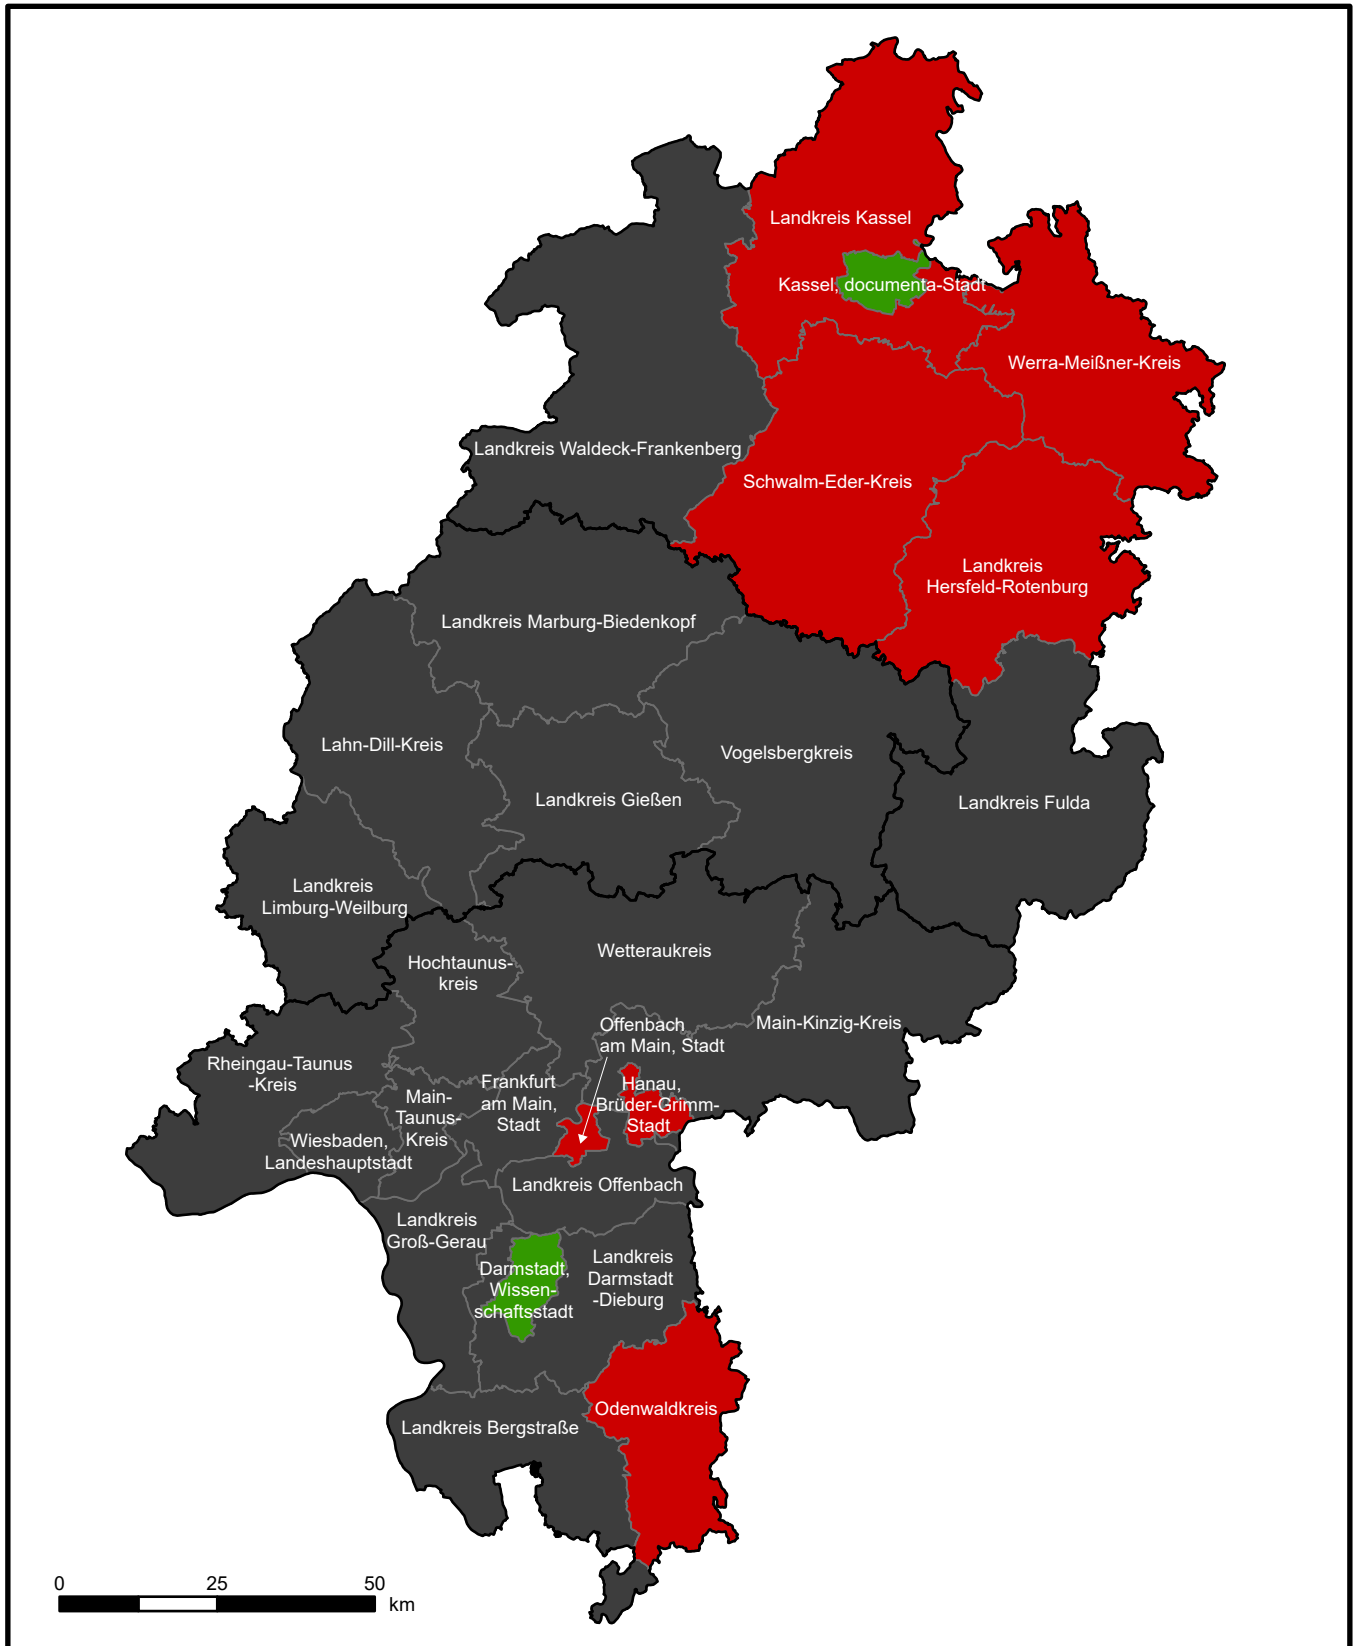 Landkreis Kassel
Kassel, documenta-Stadt
Werra-Meißner-Kreis
Landkreis Waldeck-Frankenberg
Schwalm-Eder-Kreis
Landkreis
Hersfeld-Rotenburg
Landkreis Marburg-Biedenkopf
Lahn-Dill-Kreis
Vogelsbergkreis
Landkreis Gießen
Landkreis Fulda
Landkreis
Limburg-Weilburg
Wetteraukreis
Hochtaunus-
kreis
Main-Kinzig-Kreis
Offenbach
am Main, Stadt
Rheingau-Taunus
-Kreis
Frankfurt
am Main,
Stadt
Hanau,
Brüder-Grimm-
Stadt
Main-
Taunus-
Kreis
Wiesbaden,
Landeshauptstadt
Landkreis Offenbach
Landkreis
Groß-Gerau
Darmstadt,
Wissen-
schaftsstadt
Landkreis
Darmstadt
-Dieburg
Odenwaldkreis
Landkreis Bergstraße
0 25 50
km